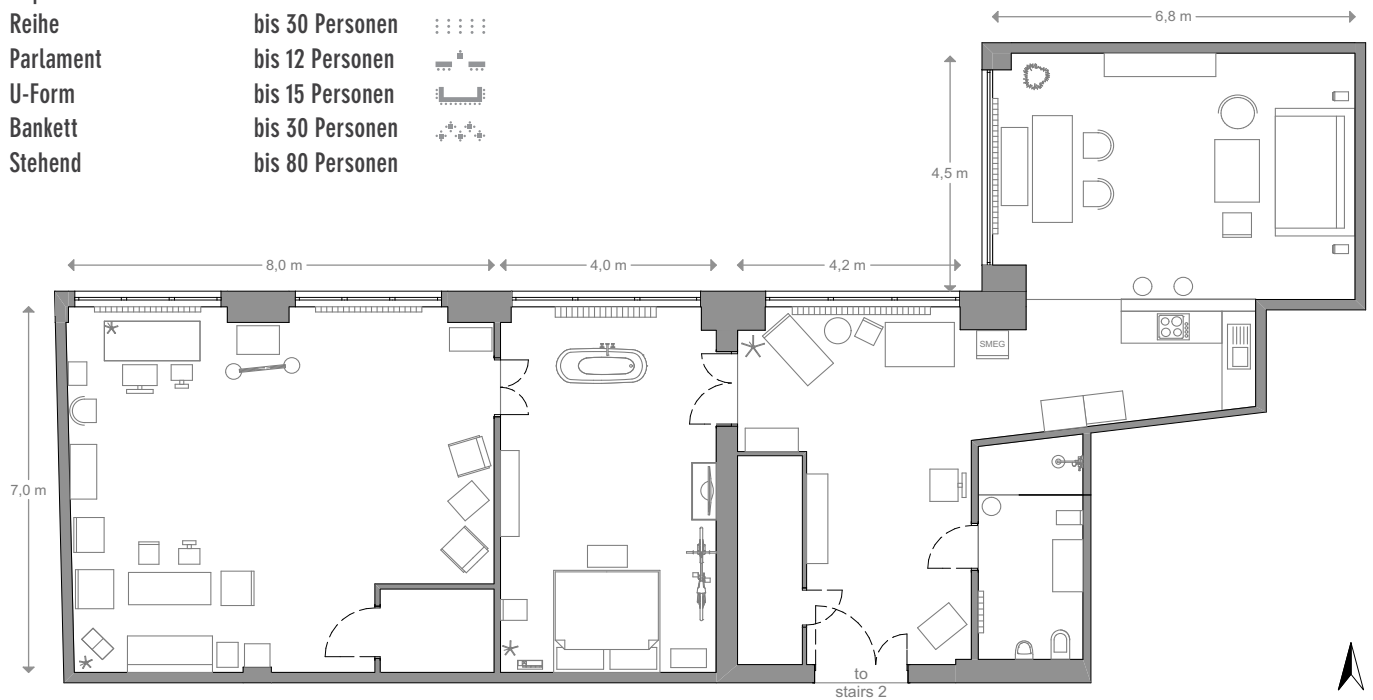 Reihe bis 30 Personen
Parlament bis 12 Personen
U-Form bis 15 Personen
Bankett bis 30 Personen
Stehend bis 80 Personen
6,8 m
4,5 m
8,0 m
4,0 m
4,2 m
SMEG
7,0 m
to
stairs 2